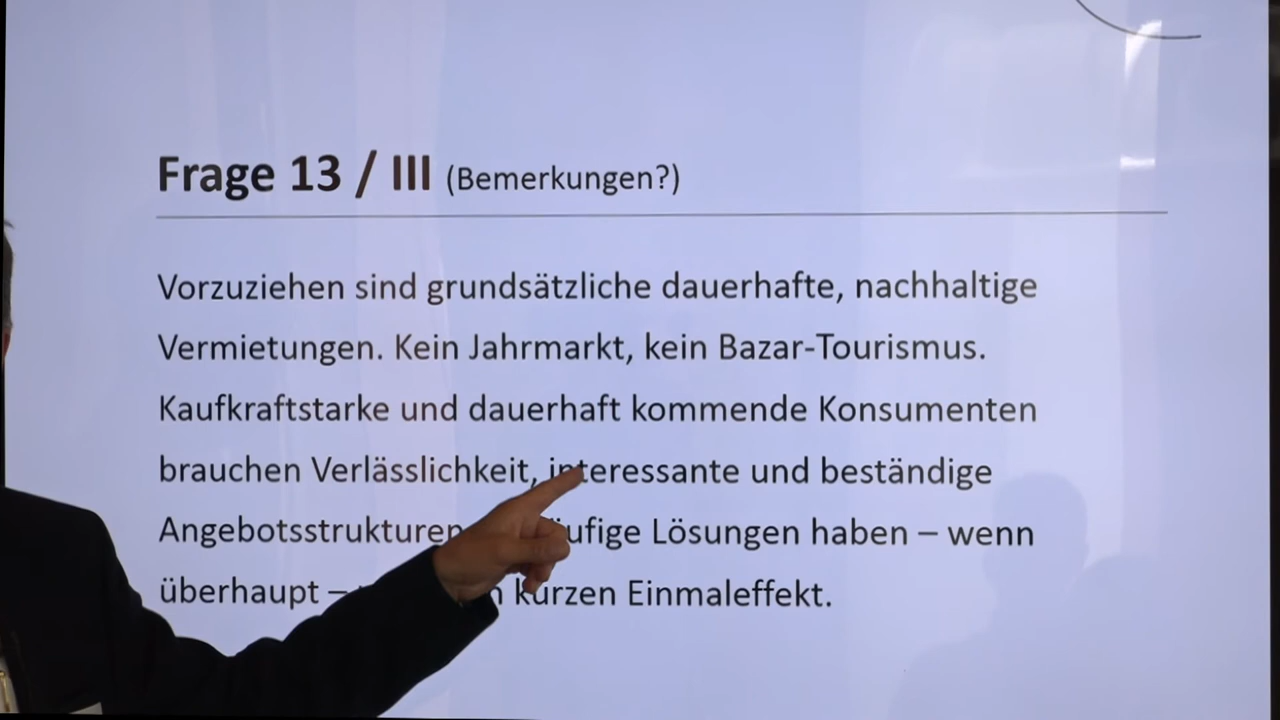 Frage 13 / III (Bemerkungen?)
Vorzuziehen sind grundsätzliche dauerhafte, nachhaltige
Vermietungen. Kein Jahrmarkt, kein Bazar-Tourismus.
Kaufkraftstarke und dauerhaft kommende Konsumenten
brauchen Verlässlichkeit, interessante und beständige
Angebotsstrukturen Lösungen haben – wenn
überhaupt – kurzen Einmaleffekt.